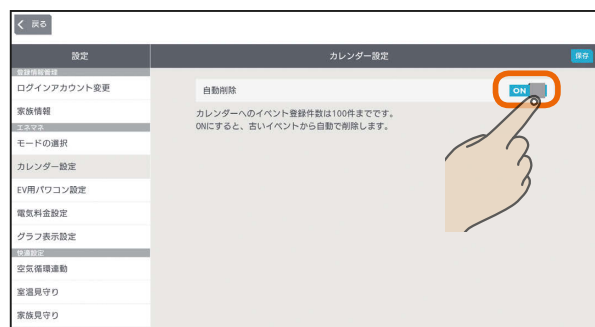 戻る
設定
カレンダー設定
保存
登録情報管理
ログインアカウント変更
家族情報
エネマネ
モードの選択
カレンダー設定
EV用パワコン設定
電気料金設定
グラフ表示設定
快適設定
空気循環連動
室温見守り
家族見守り
自動削除
ON
カレンダーへのイベント登録件数は100件までです。
ONにすると、古いイベントから自動で削除します。